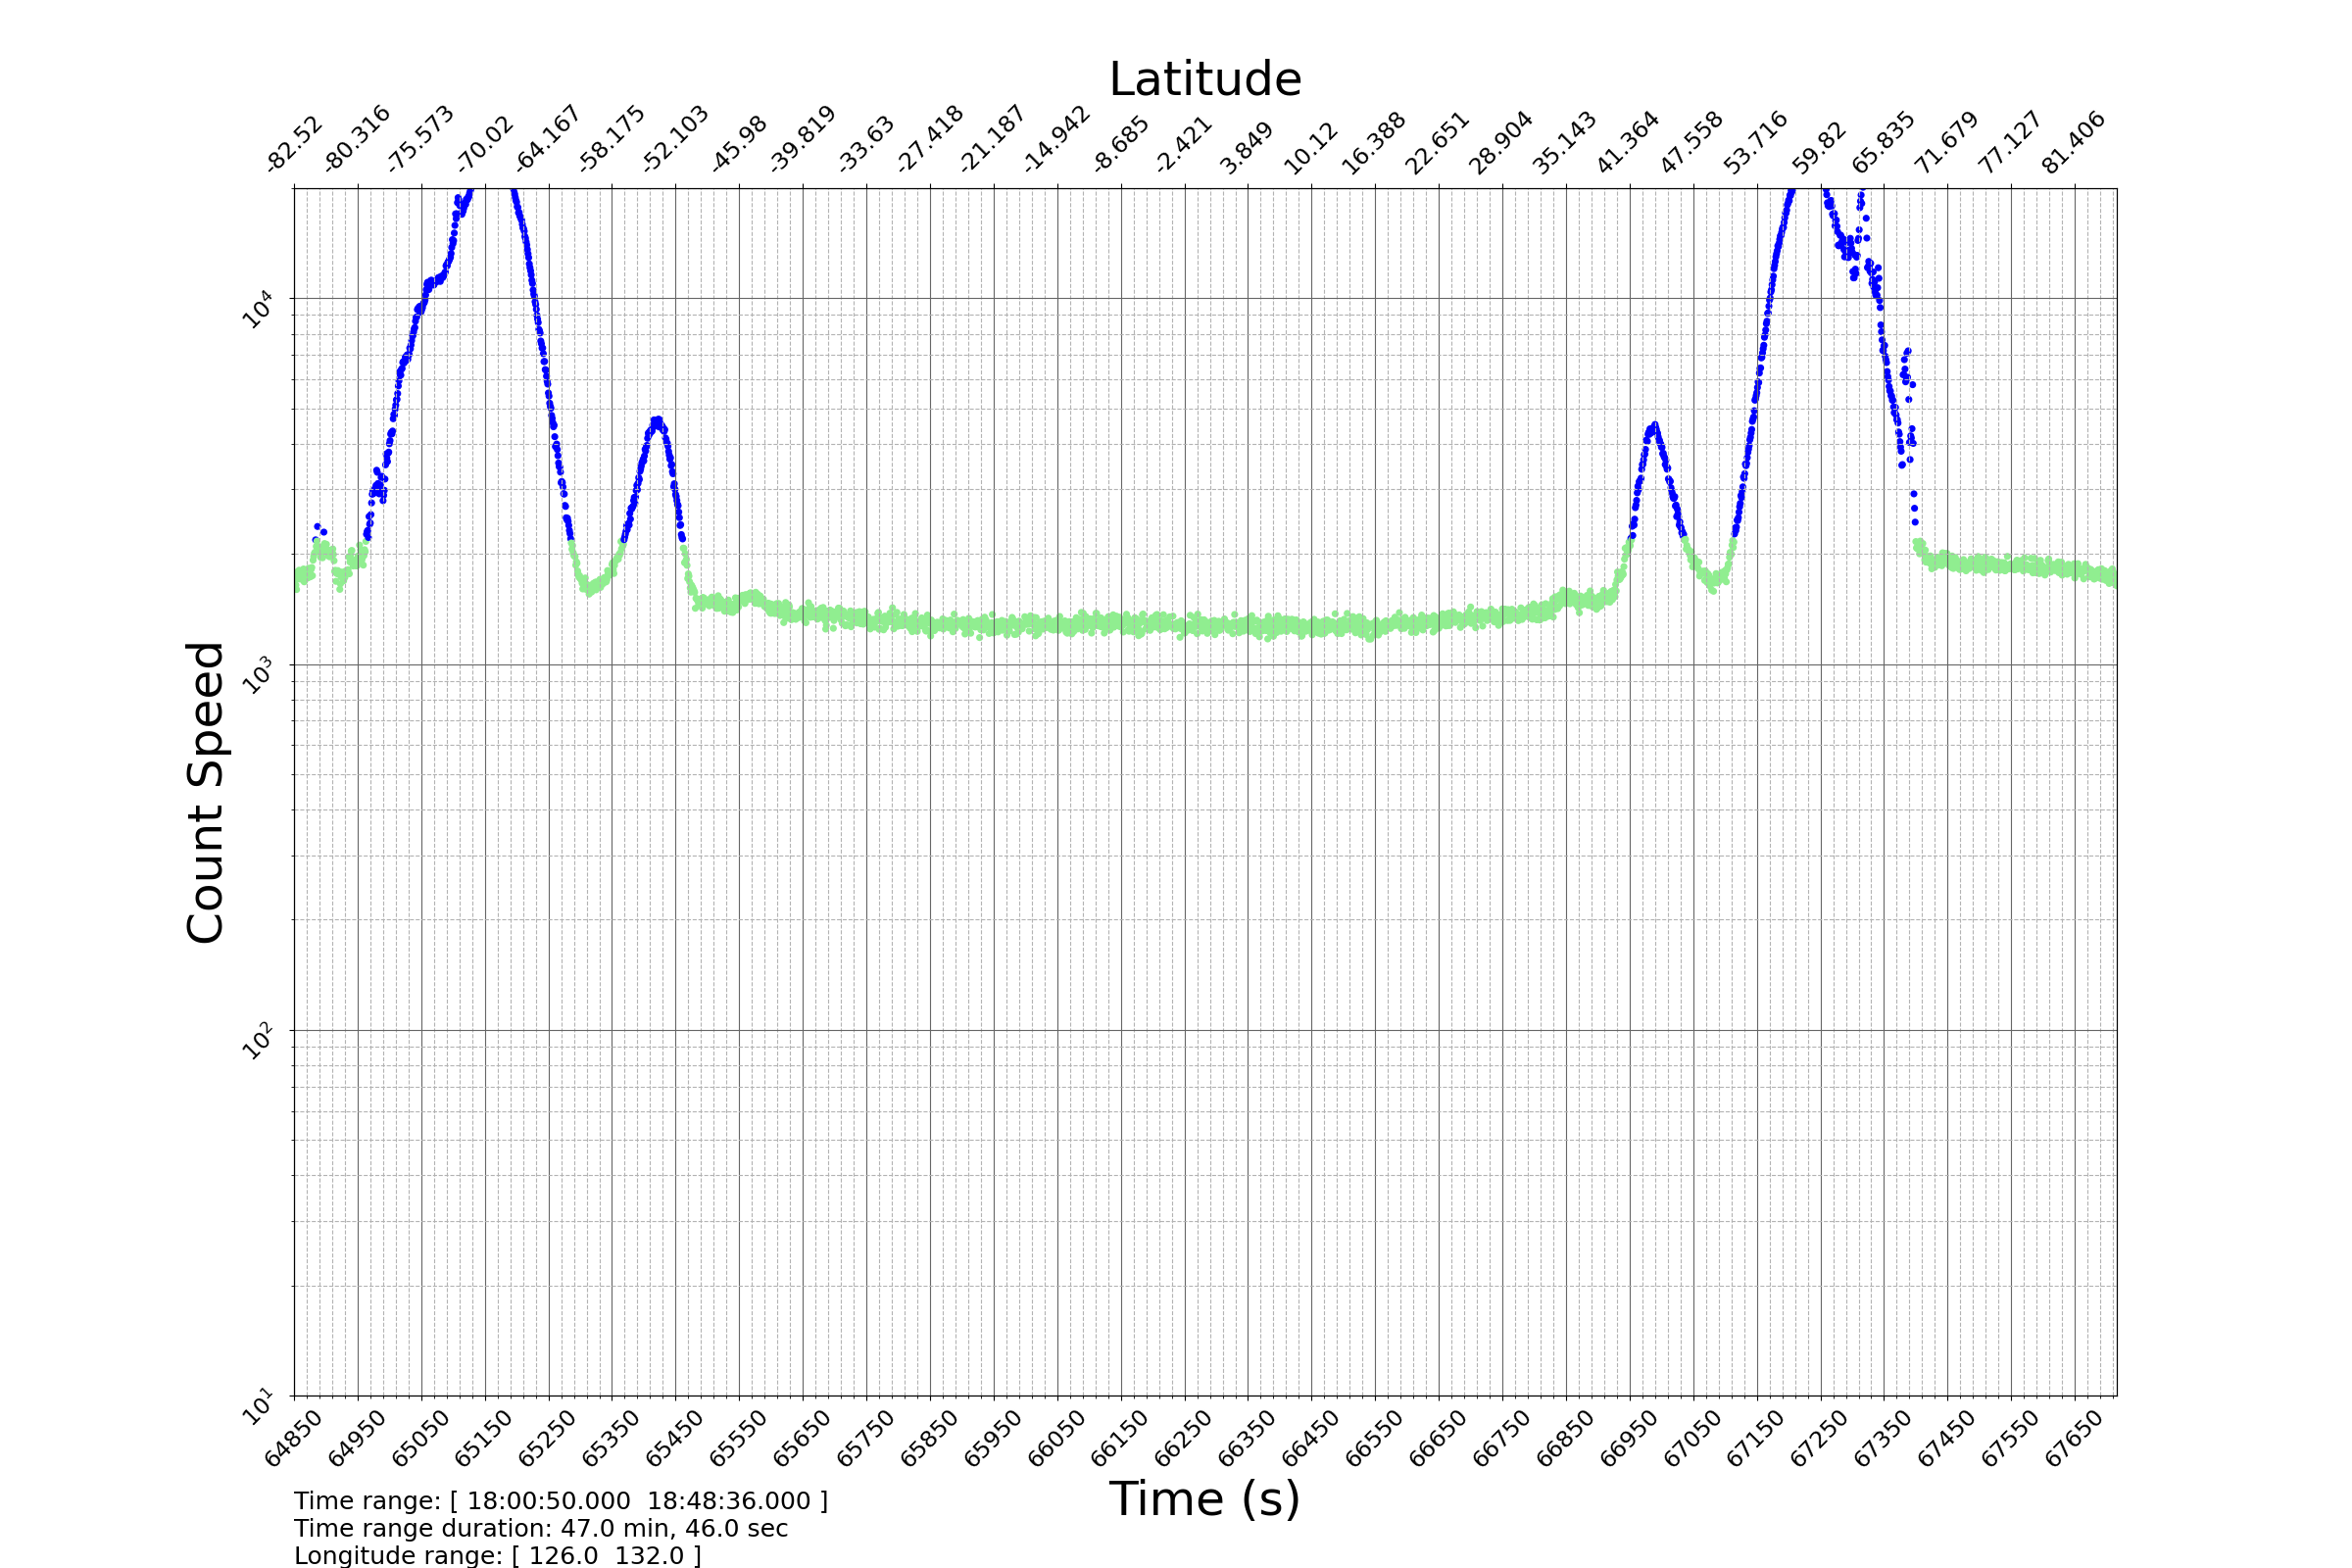 Latitude
-82.52 -80.316 -75.573 -70.02 -64.167 -58.175 -52.103 -45.98 -39.819 -33.63 -27.418 -21.187 -14.942 -8.685 -2.421 3.849 10.12 16.388 22.651 28.904 35.143 41.364 47.558 53.716 59.82 65.835 71.679 77.127 81.406
Count Speed
10⁴
10³
10²
10¹
64850 64950 65050 65150 65250 65350 65450 65550 65650 65750 65850 65950 66050 66150 66250 66350 66450 66550 66650 66750 66850 66950 67050 67150 67250 67350 67450 67550 67650
Time (s)
Time range: [ 18:00:50.000  18:48:36.000 ]
Time range duration: 47.0 min, 46.0 sec
Longitude range: [ 126.0  132.0 ]